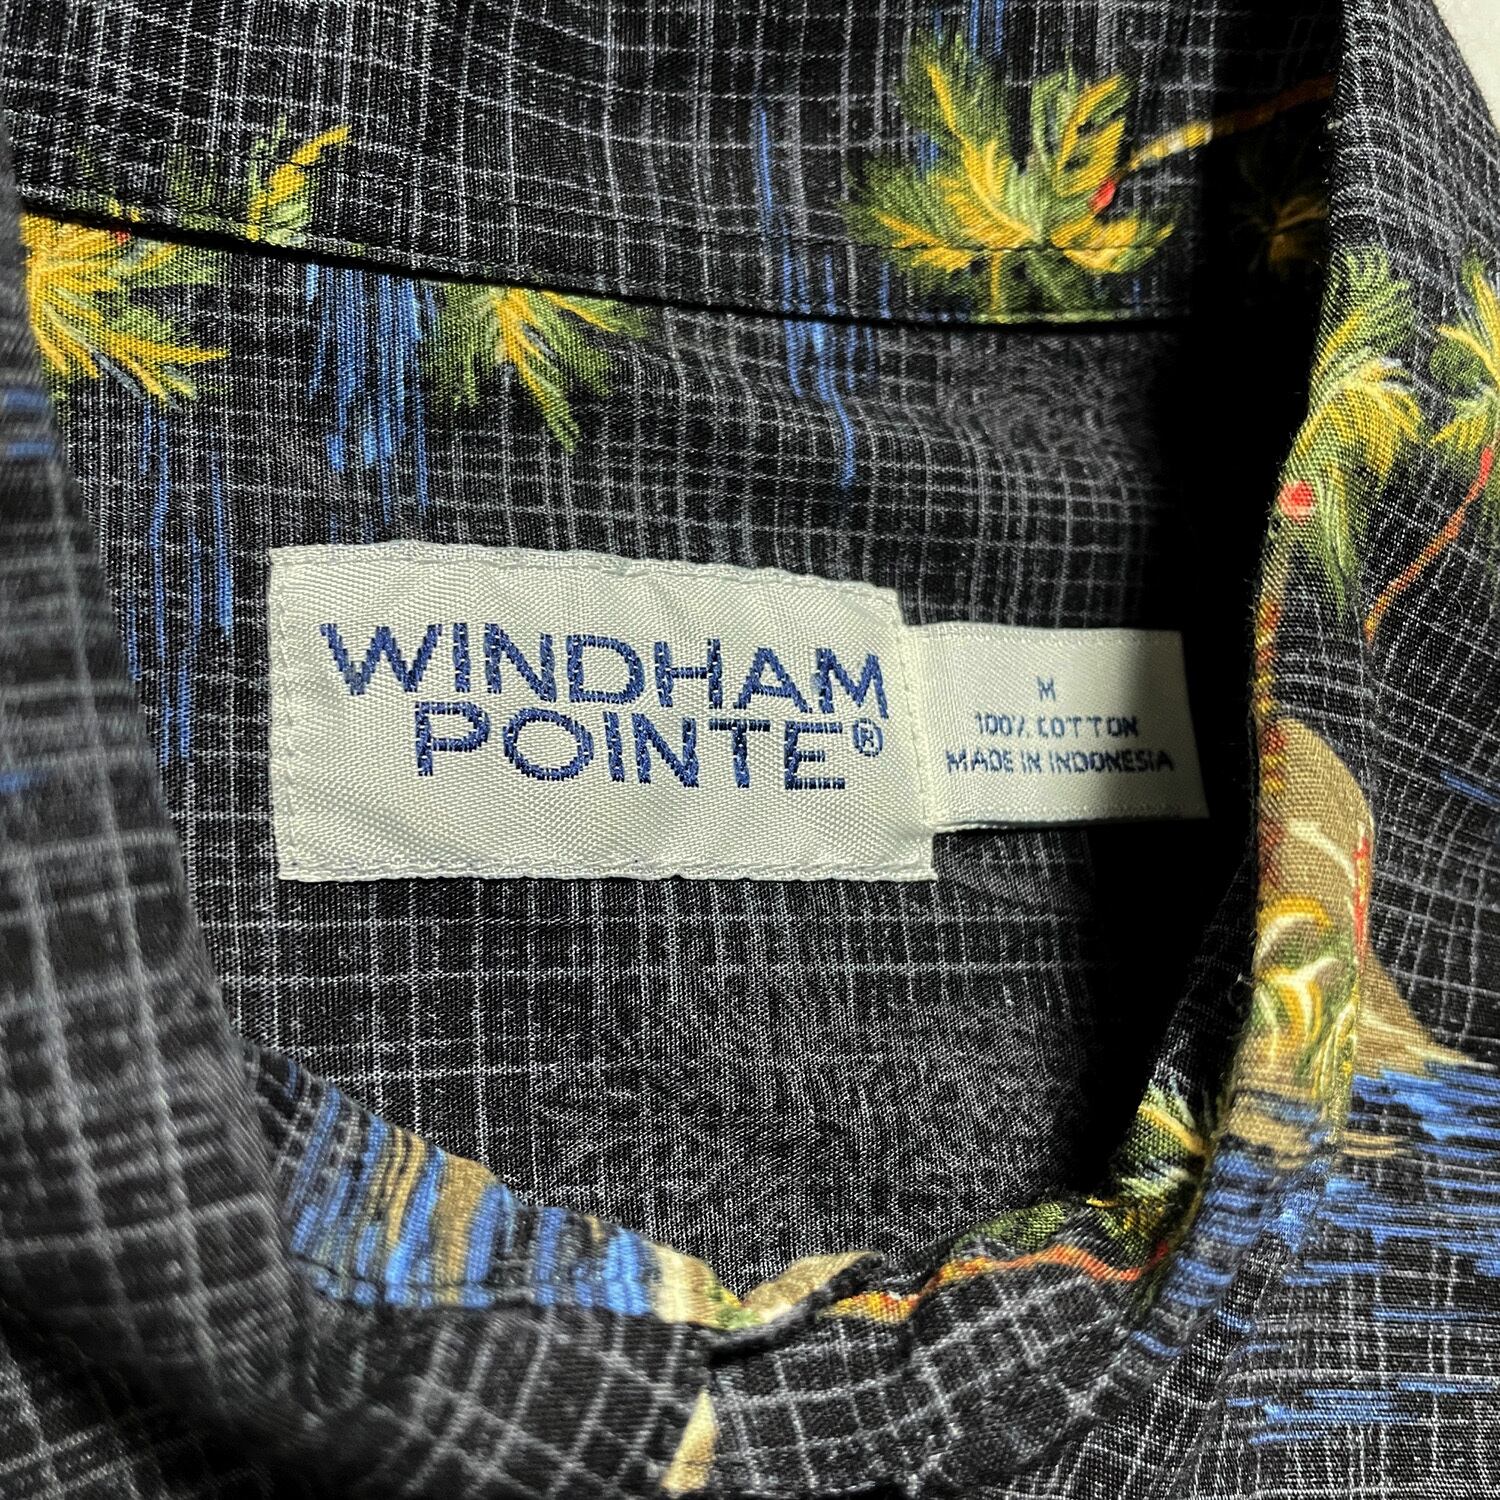 WINDHAM
POINTE®
M
100% COTTON
MADE IN INDONESIA